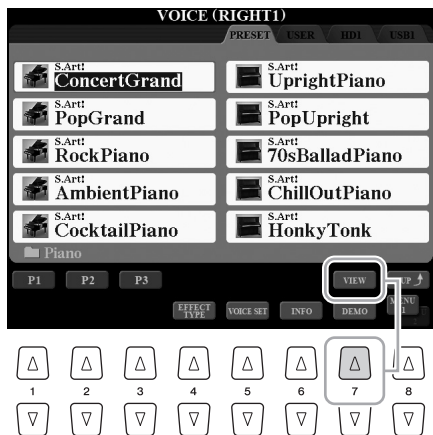 VOICE (RIGHT1)
PRESET USER HD1 USB1
S.Art!
ConcertGrand
S.Art!
UprightPiano
S.Art!
PopGrand
S.Art!
PopUpright
S.Art!
RockPiano
S.Art!
70sBalladPiano
S.Art!
AmbientPiano
S.Art!
ChillOutPiano
S.Art!
CocktailPiano
S.Art!
HonkyTonk
Piano
P1 P2 P3 VIEW
EFFECT TYPE VOICE SET INFO DEMO MENU 1
1 2 3 4 5 6 7 8